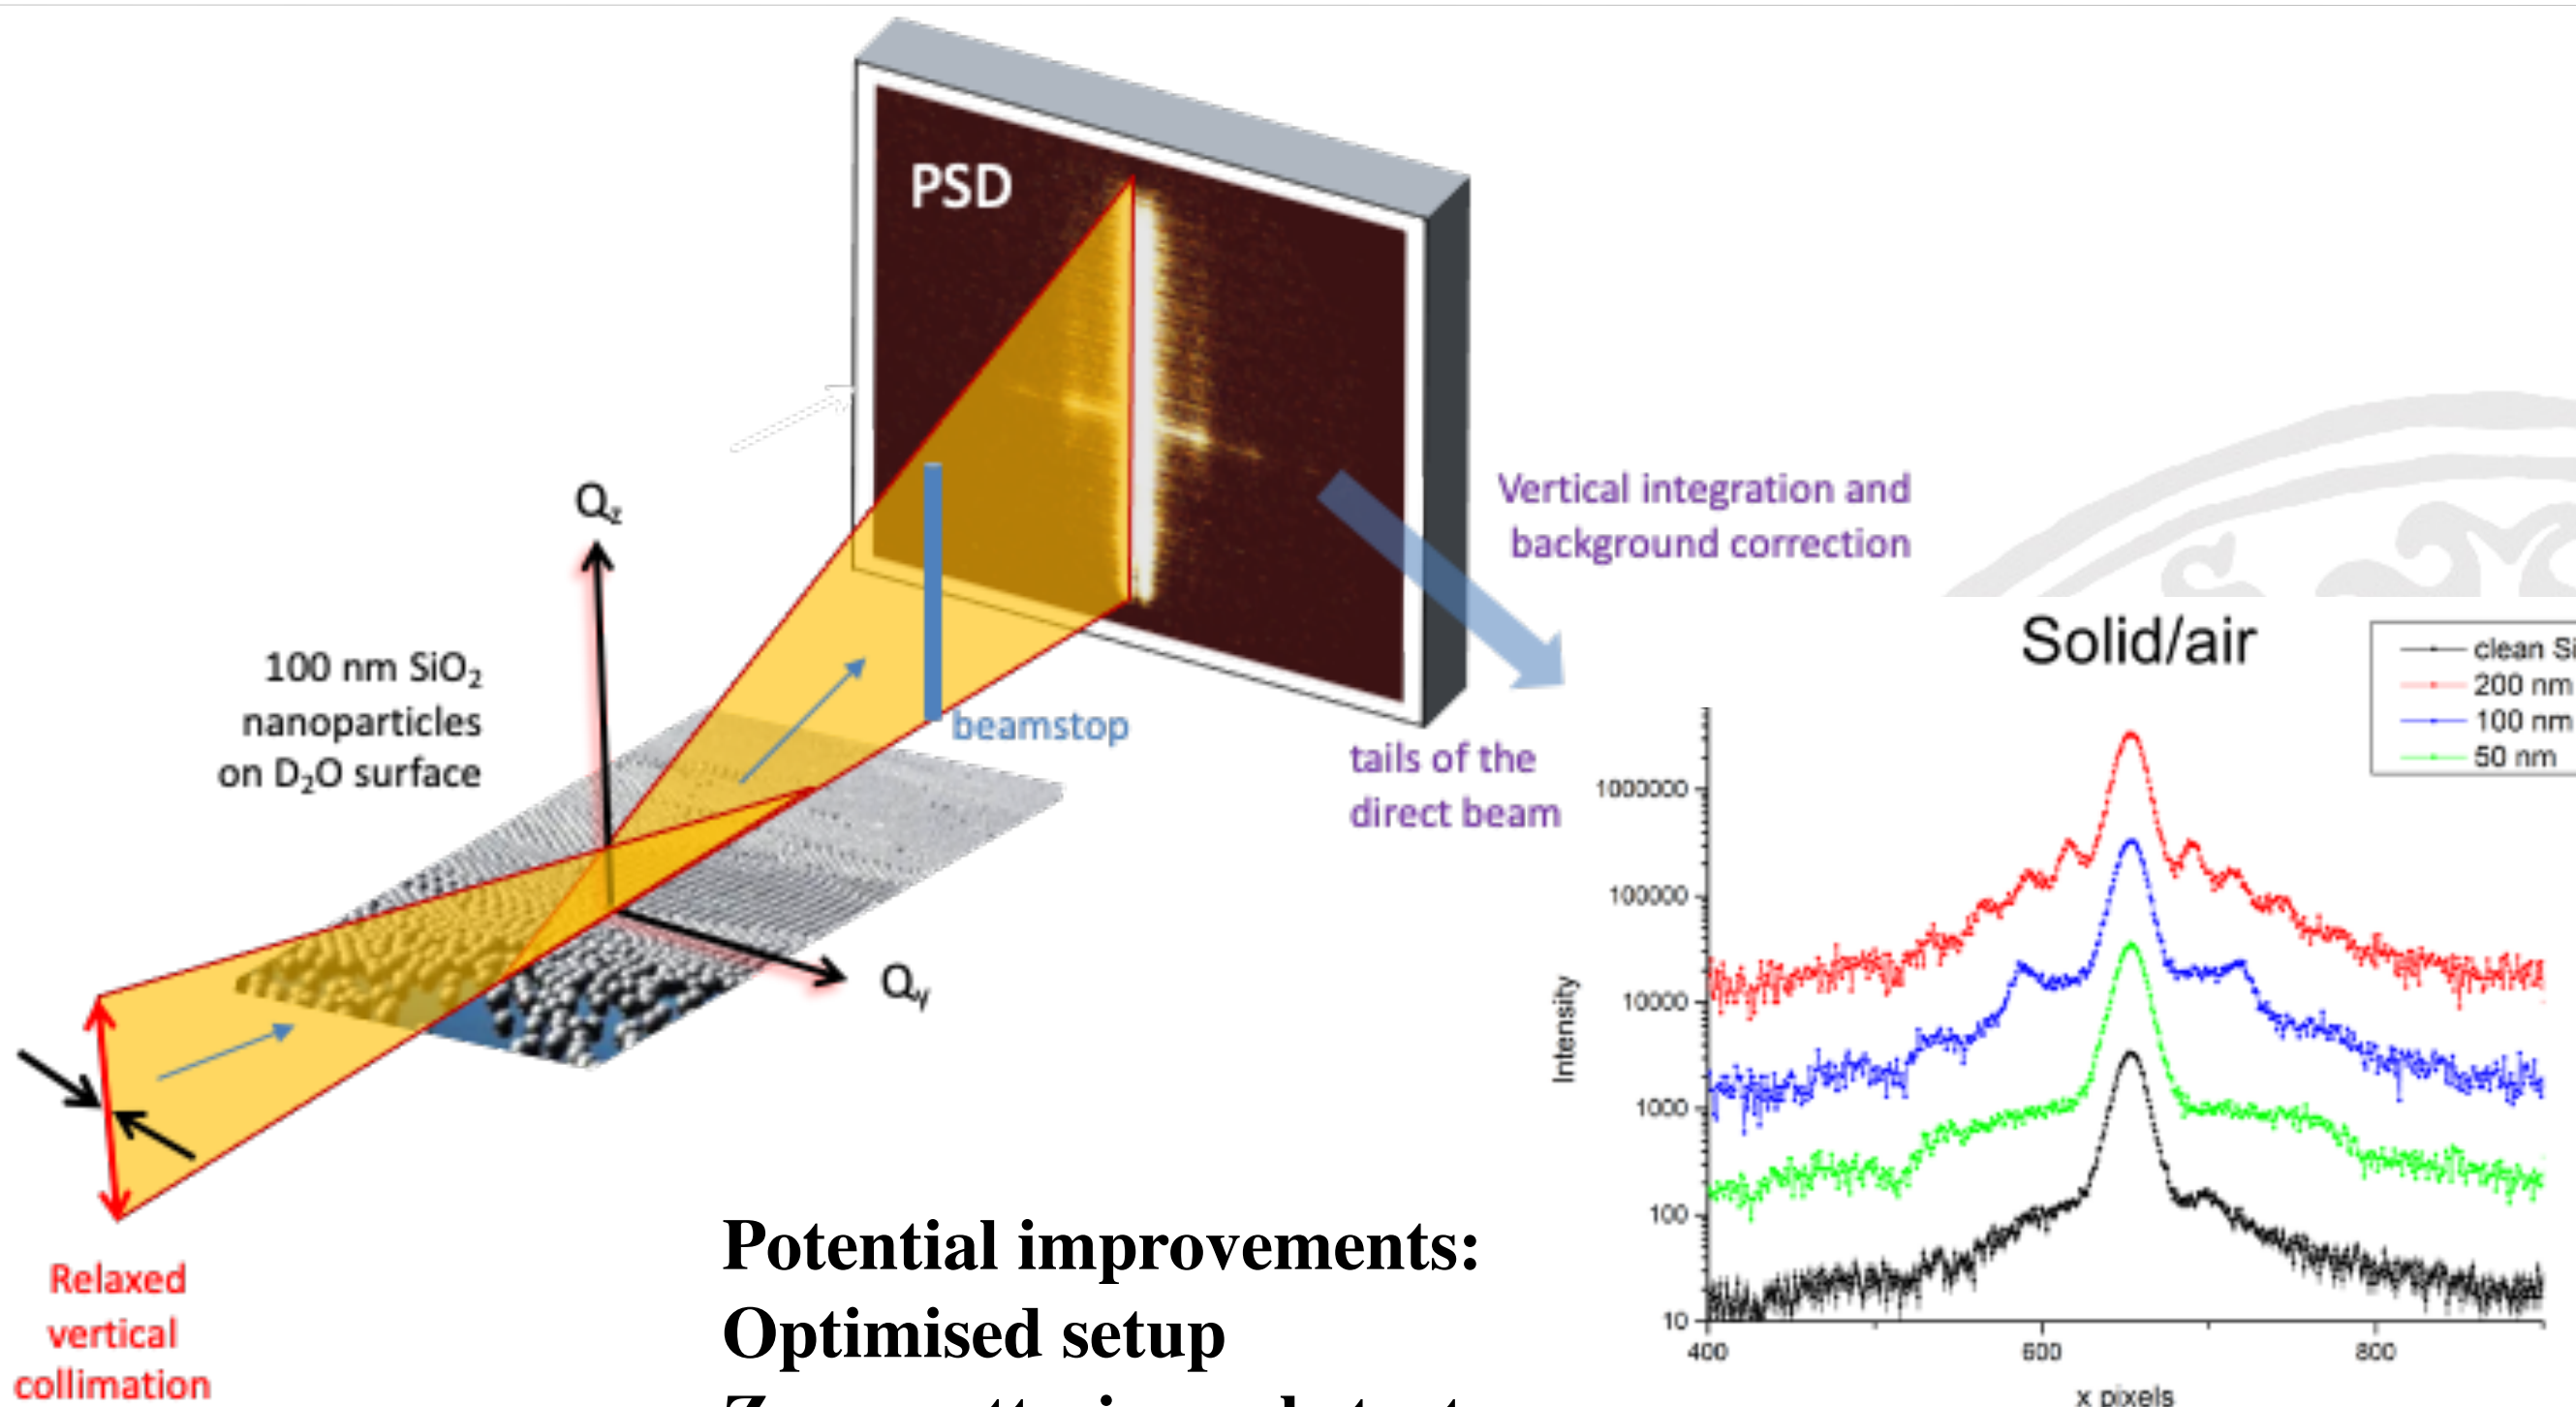 PSD
Q_z
100 nm SiO₂
nanoparticles
on D₂O surface
beamstop
Q_y
Relaxed
vertical
collimation
Vertical integration and
background correction
tails of the
direct beam
Potential improvements:
Optimised setup
Solid/air
clean Si
200 nm
100 nm
50 nm
Intensity
1000000
100000
10000
1000
100
10
400
600
800
x pixels